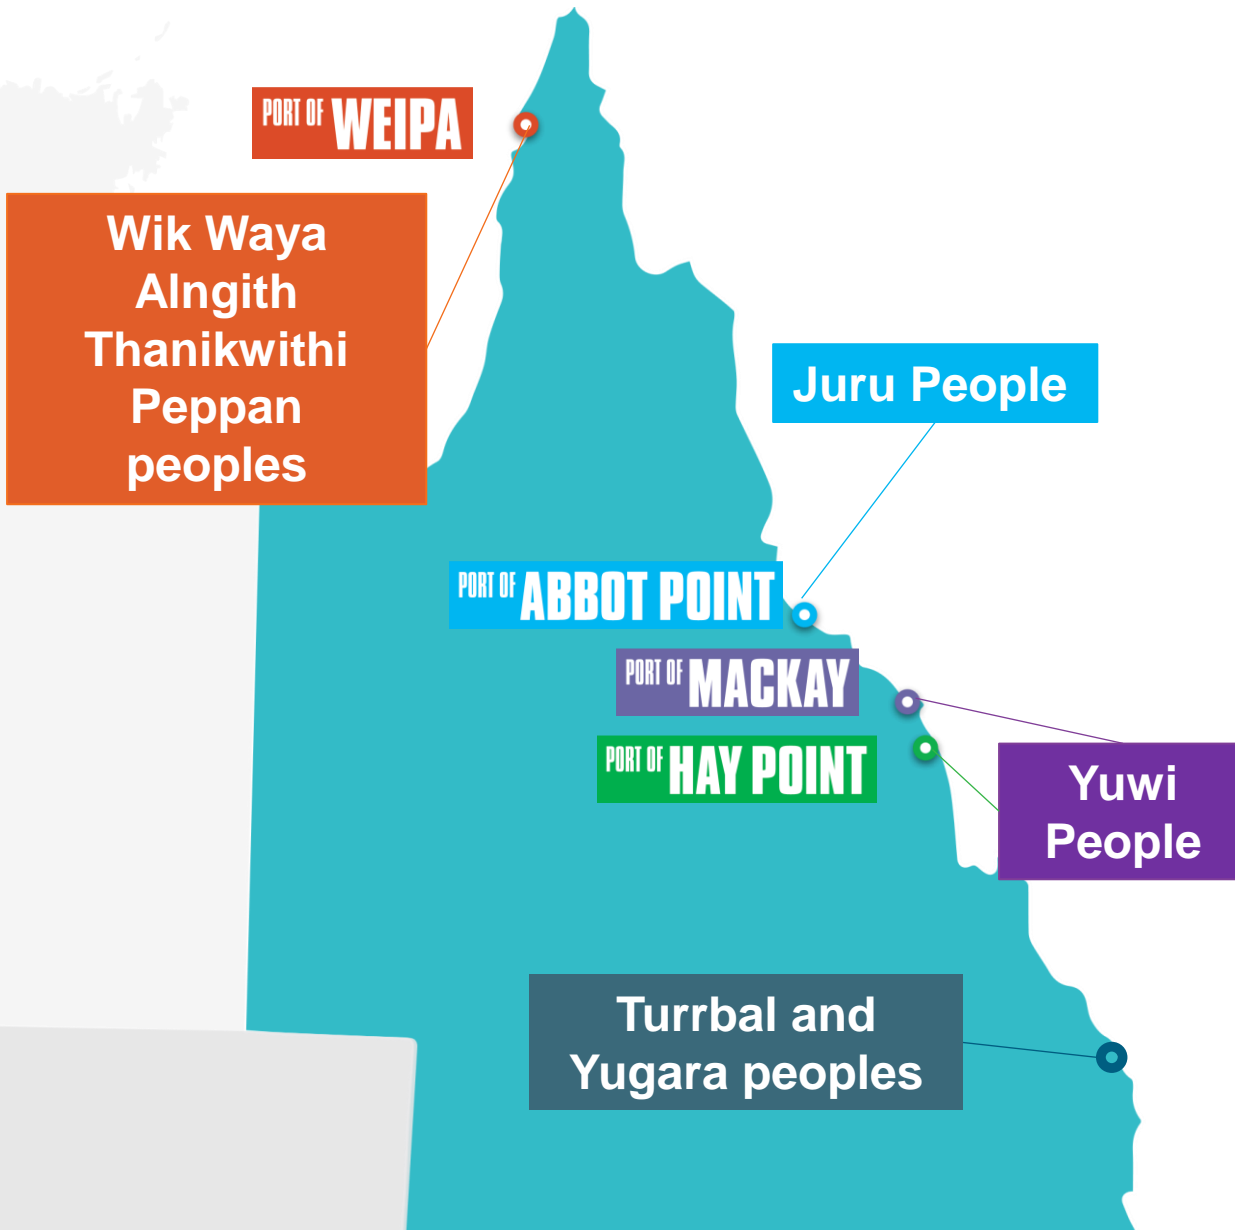 PORT OF WEIPA
Wik Waya
Alngith
Thanikwithi
Peppan
peoples
Juru People
PORT OF ABBOT POINT
PORT OF MACKAY
PORT OF HAY POINT
Yuwi
People
Turrbal and
Yugara peoples